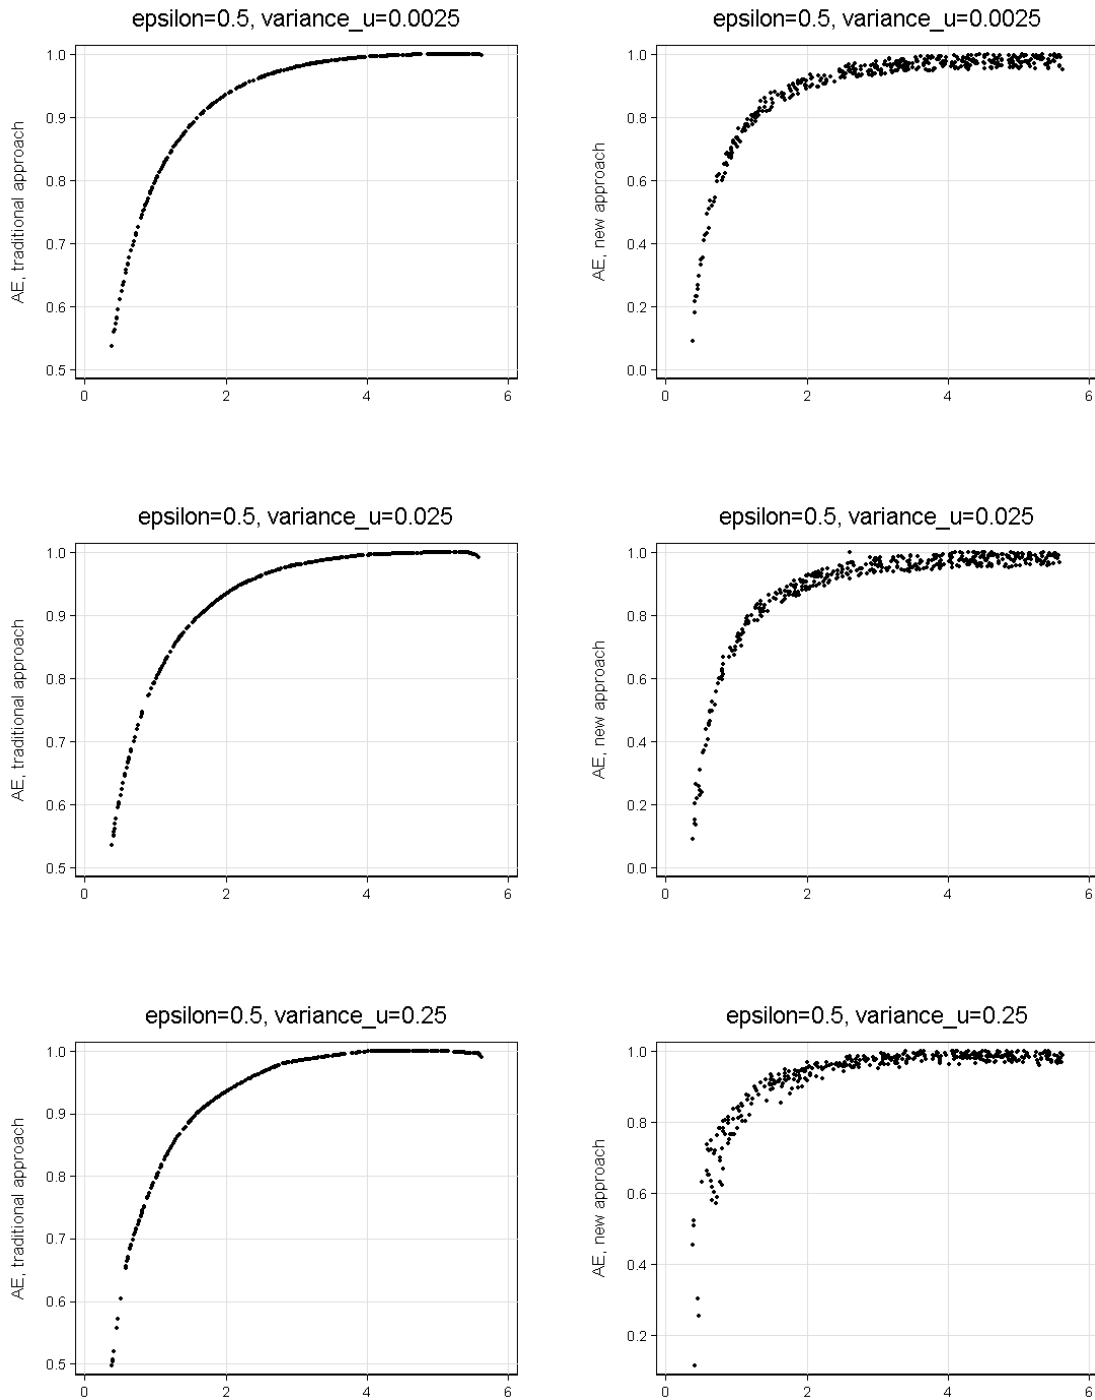 epsilon=0.5, variance_u=0.0025
AE, traditional approach
1.0
0.9
0.8
0.7
0.6
0.5
0 2 4 6
epsilon=0.5, variance_u=0.0025
AE, new approach
1.0
0.8
0.6
0.4
0.2
0.0
0 2 4 6
epsilon=0.5, variance_u=0.025
AE, traditional approach
1.0
0.9
0.8
0.7
0.6
0.5
0 2 4 6
epsilon=0.5, variance_u=0.025
AE, new approach
1.0
0.8
0.6
0.4
0.2
0.0
0 2 4 6
epsilon=0.5, variance_u=0.25
AE, traditional approach
1.0
0.9
0.8
0.7
0.6
0.5
0 2 4 6
epsilon=0.5, variance_u=0.25
AE, new approach
1.0
0.8
0.6
0.4
0.2
0 2 4 6